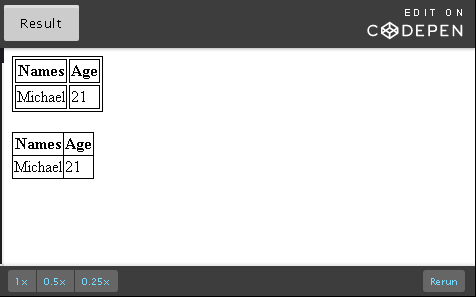 Result
EDIT ON
CODEPEN
Names Age
Michael 21
Names Age
Michael 21
1x 0.5x 0.25x Rerun